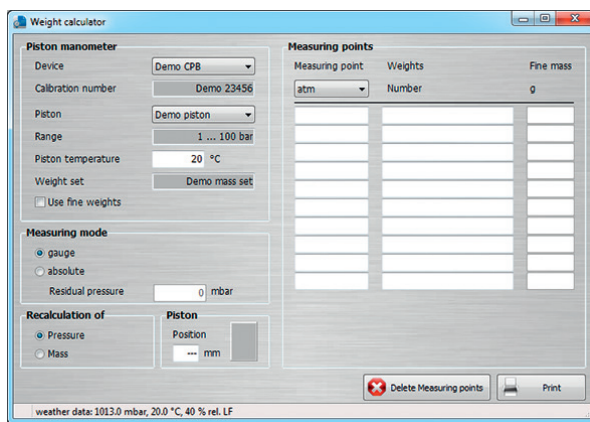 Weight calculator
Piston manometer
Device Demo CPB
Calibration number Demo 23456
Piston Demo piston
Range 1 ... 100 bar
Piston temperature 20 °C
Weight set Demo mass set
Use fine weights
Measuring mode
gauge
absolute
Residual pressure 0 mbar
Recalculation of
Pressure
Mass
Piston
Position
--- mm
Measuring points
Measuring point Weights Fine mass
atm Number g
Delete Measuring points Print
weather data: 1013.0 mbar, 20.0 °C, 40 % rel. LF